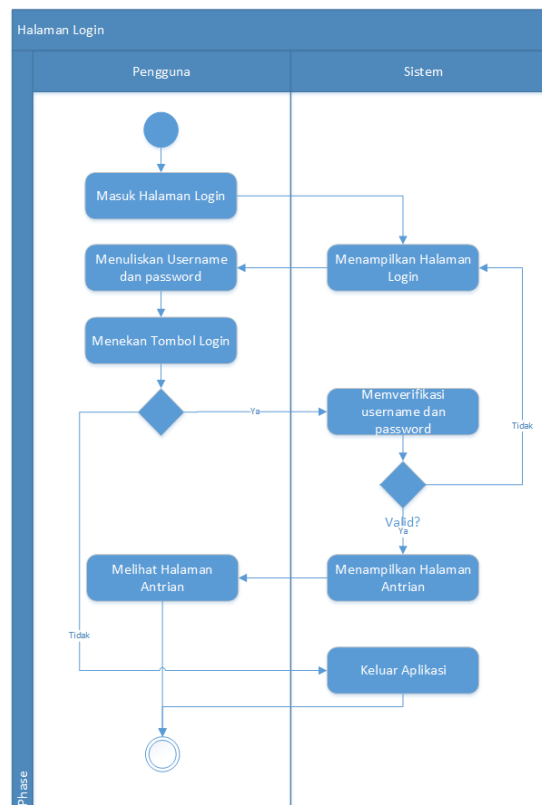 Halaman Login
Pengguna
Sistem
Masuk Halaman Login
Menuliskan Username
dan password
Menampilkan Halaman
Login
Menekan Tombol Login
Ya
Memverifikasi
username dan
password
Tidak
Valid?
Ya
Melihat Halaman
Antrian
Menampilkan Halaman
Antrian
Tidak
Keluar Aplikasi
Phase